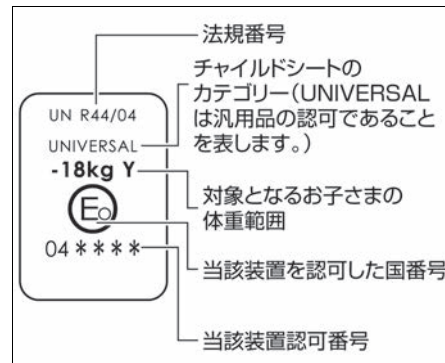 法規番号
チャイルドシートの
カテゴリー(UNIVERSAL
は汎用品の認可であること
を表します。)
対象となるお子さまの
体重範囲
当該装置を認可した国番号
当該装置認可番号
UN R44/04
UNIVERSAL
-18kg Y
E○
04****